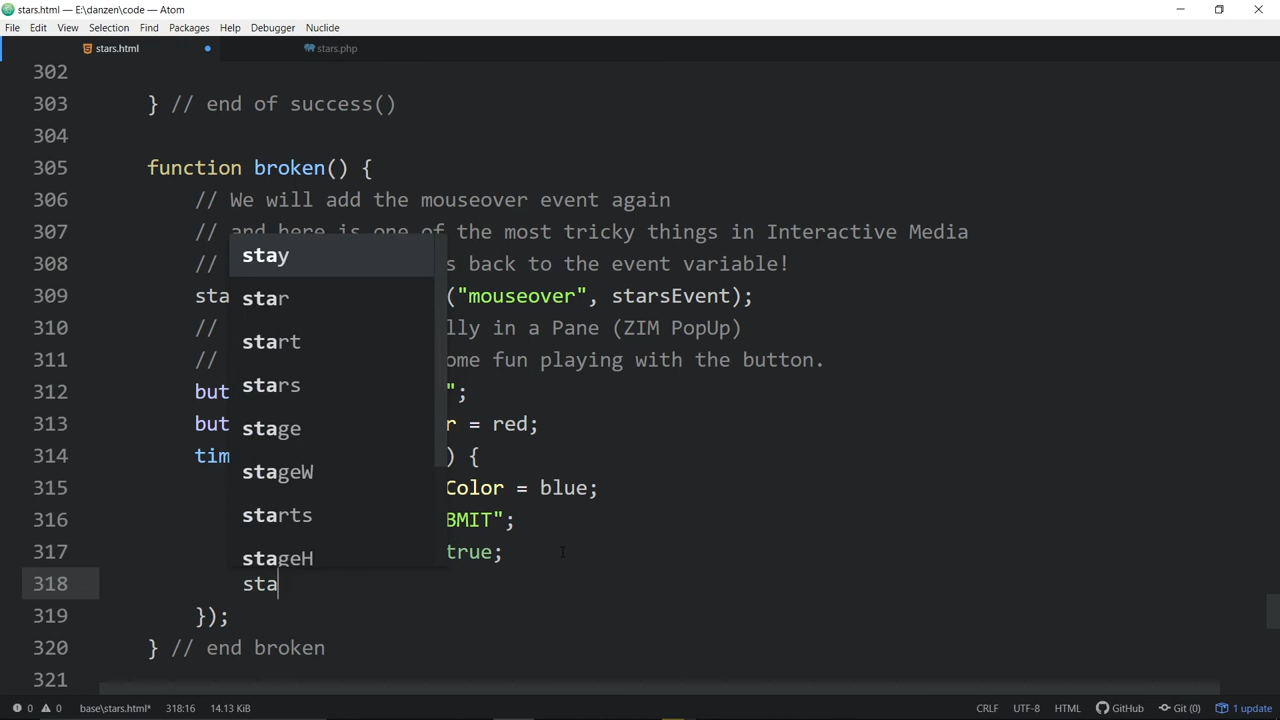 stars.html — E:\danzen\code — Atom
File Edit View Selection Find Packages Help Debugger Nuclide
stars.html stars.php
302
303 } // end of success()
304
305 function broken() {
306 // We will add the mouseover event again
307 // and here is one of the most tricky things in Interactive Media
308 // s back to the event variable!
309 sta ("mouseover", starsEvent);
310 // lly in a Pane (ZIM PopUp)
311 // ome fun playing with the button.
312 but ";
313 but r = red;
314 tim ) {
315 Color = blue;
316 BMIT";
317 true;
318 sta
319 });
320 } // end broken
321
stay
star
start
stars
stage
stageW
starts
stageH
0 0 base\stars.html* 318:16 14.13 KiB CRLF UTF-8 HTML GitHub Git (0) 1 update